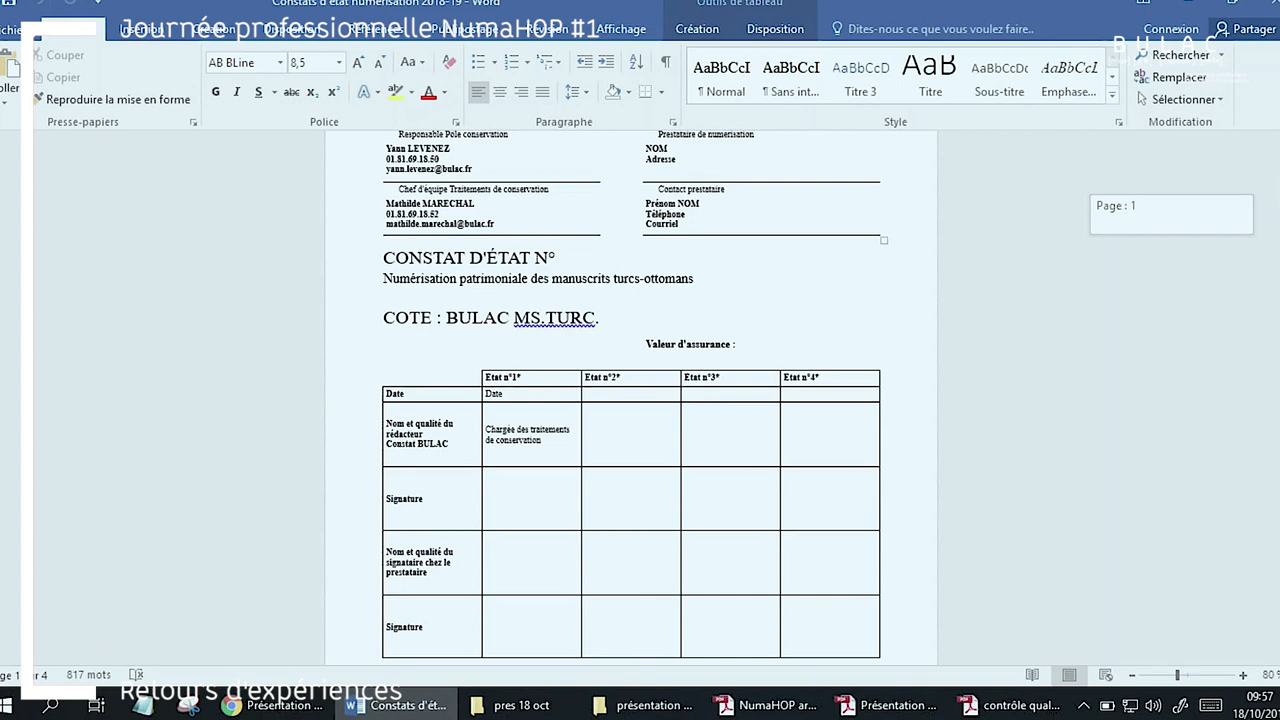 Constats d'état numérisation 2018-19 - Word
Outils de tableau
Journée professionnelle NumaHOP #1
Insertion
Disposition
Références
Publipostage
Affichage
Création
Disposition
Dites-nous ce que vous voulez faire..
Connexion
Partager
BULAC
Couper
Copier
Reproduire la mise en forme
Presse-papiers
AB BLine
8,5
Police
Paragraphe
AaBbCcI
AaBbCcI
AaBbCcD
AaB
AaBbCcDc
AaBbCcI
¶ Normal
¶ Sans int...
Titre 3
Titre
Sous-titre
Emphase...
Style
Rechercher
Remplacer
Sélectionner
Modification
Page : 1
Responsable Pole conservation
Yann LEVENEZ
01.81.69.18.50
yann.levenez@bulac.fr
Prestataire de numérisation
NOM
Adresse
Chef d'équipe Traitements de conservation
Mathilde MARECHAL
01.81.69.18.52
mathilde.marechal@bulac.fr
Contact prestataire
Prénom NOM
Téléphone
Courriel
CONSTAT D'ÉTAT N°
Numérisation patrimoniale des manuscrits turcs-ottomans
COTE : BULAC MS.TURC.
Valeur d'assurance :
Etat n°1* Etat n°2* Etat n°3* Etat n°4*
Date Date
Nom et qualité du
rédacteur
Constat BULAC
Chargée des traitements
de conservation
Signature
Nom et qualité du
signataire chez le
prestataire
Signature
817 mots
80 %
Retours d'expériences
Présentation ...
Constats d'ét...
pres 18 oct
présentation ...
NumaHOP ar...
Présentation ...
contrôle qual...
09:57
18/10/20